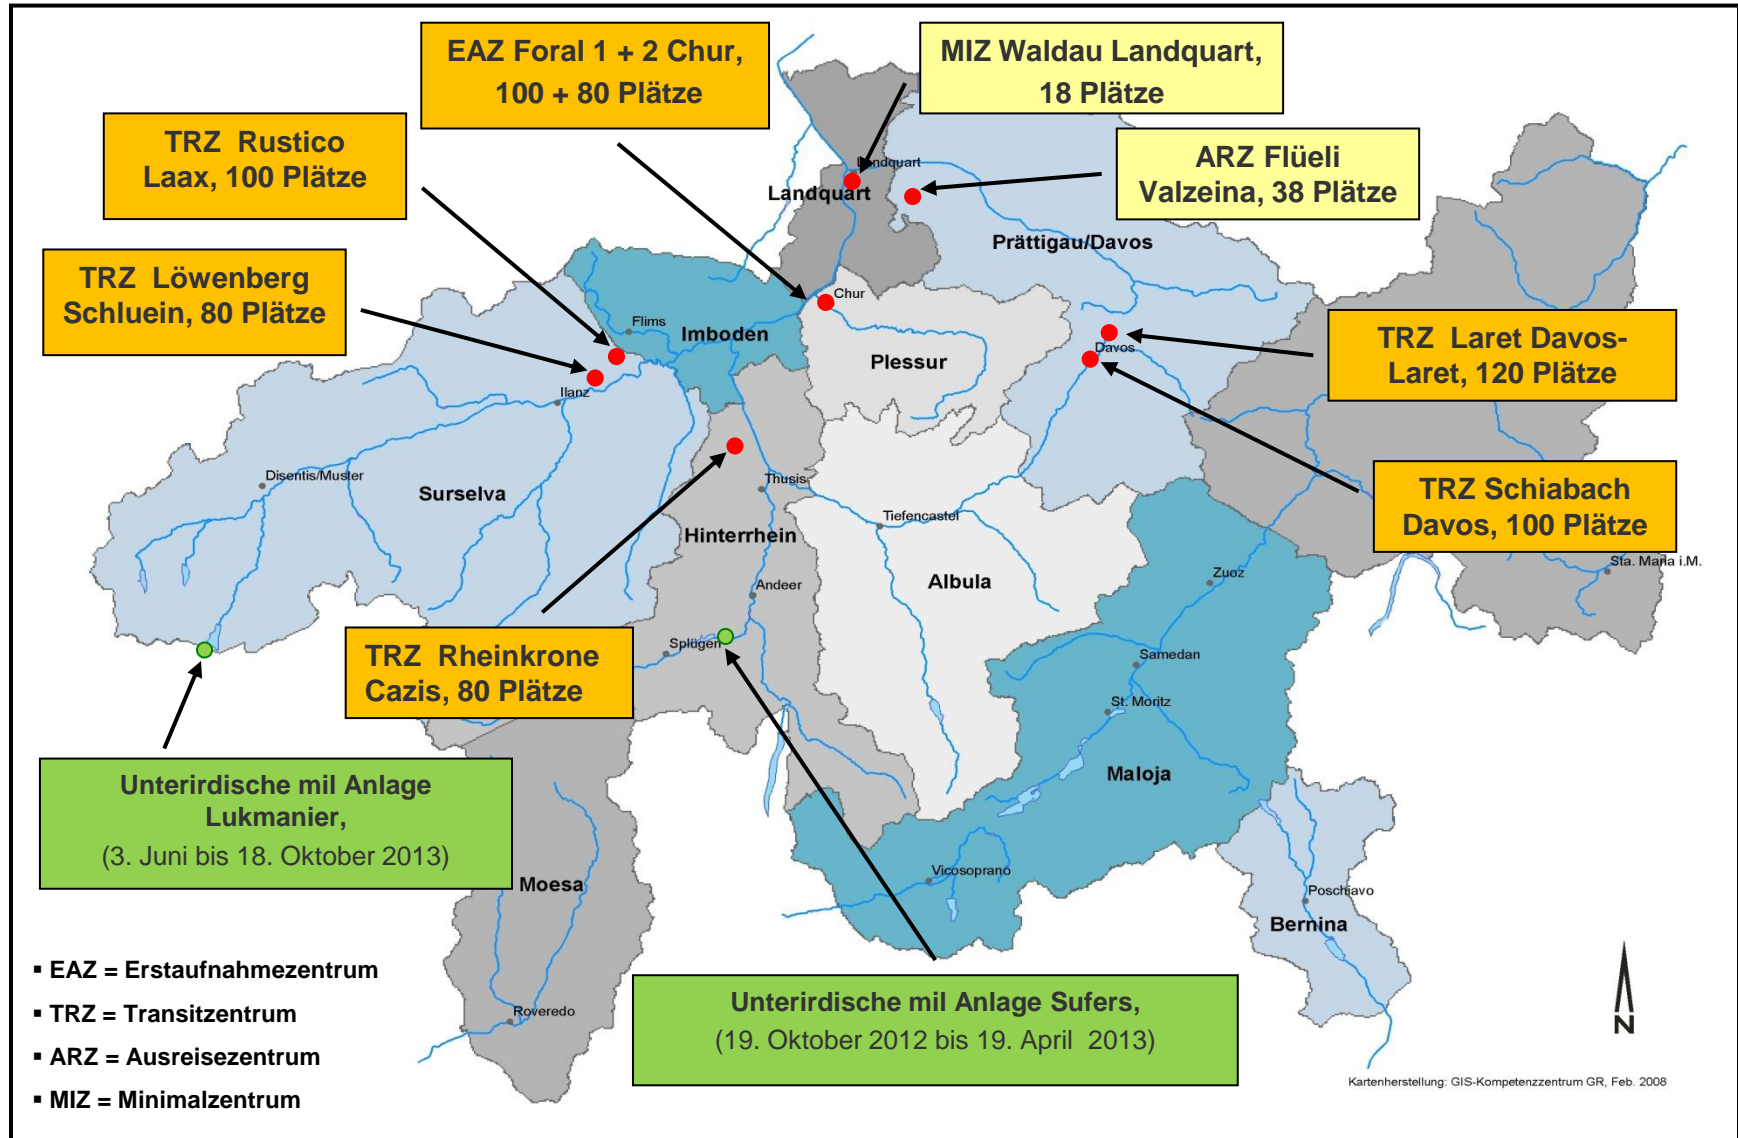 EAZ Foral 1 + 2 Chur,
100 + 80 Plätze
MIZ Waldau Landquart,
18 Plätze
TRZ Rustico
Laax, 100 Plätze
ARZ Flüeli
Valzeina, 38 Plätze
TRZ Löwenberg
Schluein, 80 Plätze
TRZ Laret Davos-
Laret, 120 Plätze
TRZ Schiabach
Davos, 100 Plätze
TRZ Rheinkrone
Cazis, 80 Plätze
Unterirdische mil Anlage
Lukmanier,
(3. Juni bis 18. Oktober 2013)
Unterirdische mil Anlage Sufers,
(19. Oktober 2012 bis 19. April 2013)
Landquart
Landquart
Prättigau/Davos
Chur
Flims
Imboden
Plessur
Davos
Ilanz
Disentis/Muster
Surselva
Thusis
Tiefencastel
Hinterrhein
Albula
Andeer
Zuoz
Sta. Maria i.M.
Splügen
Samedan
St. Moritz
Maloja
Vicosoprano
Moesa
Poschiavo
Bernina
Roveredo
▪ EAZ = Erstaufnahmezentrum
▪ TRZ = Transitzentrum
▪ ARZ = Ausreisezentrum
▪ MIZ = Minimalzentrum
N
Kartenherstellung: GIS-Kompetenzzentrum GR, Feb. 2008